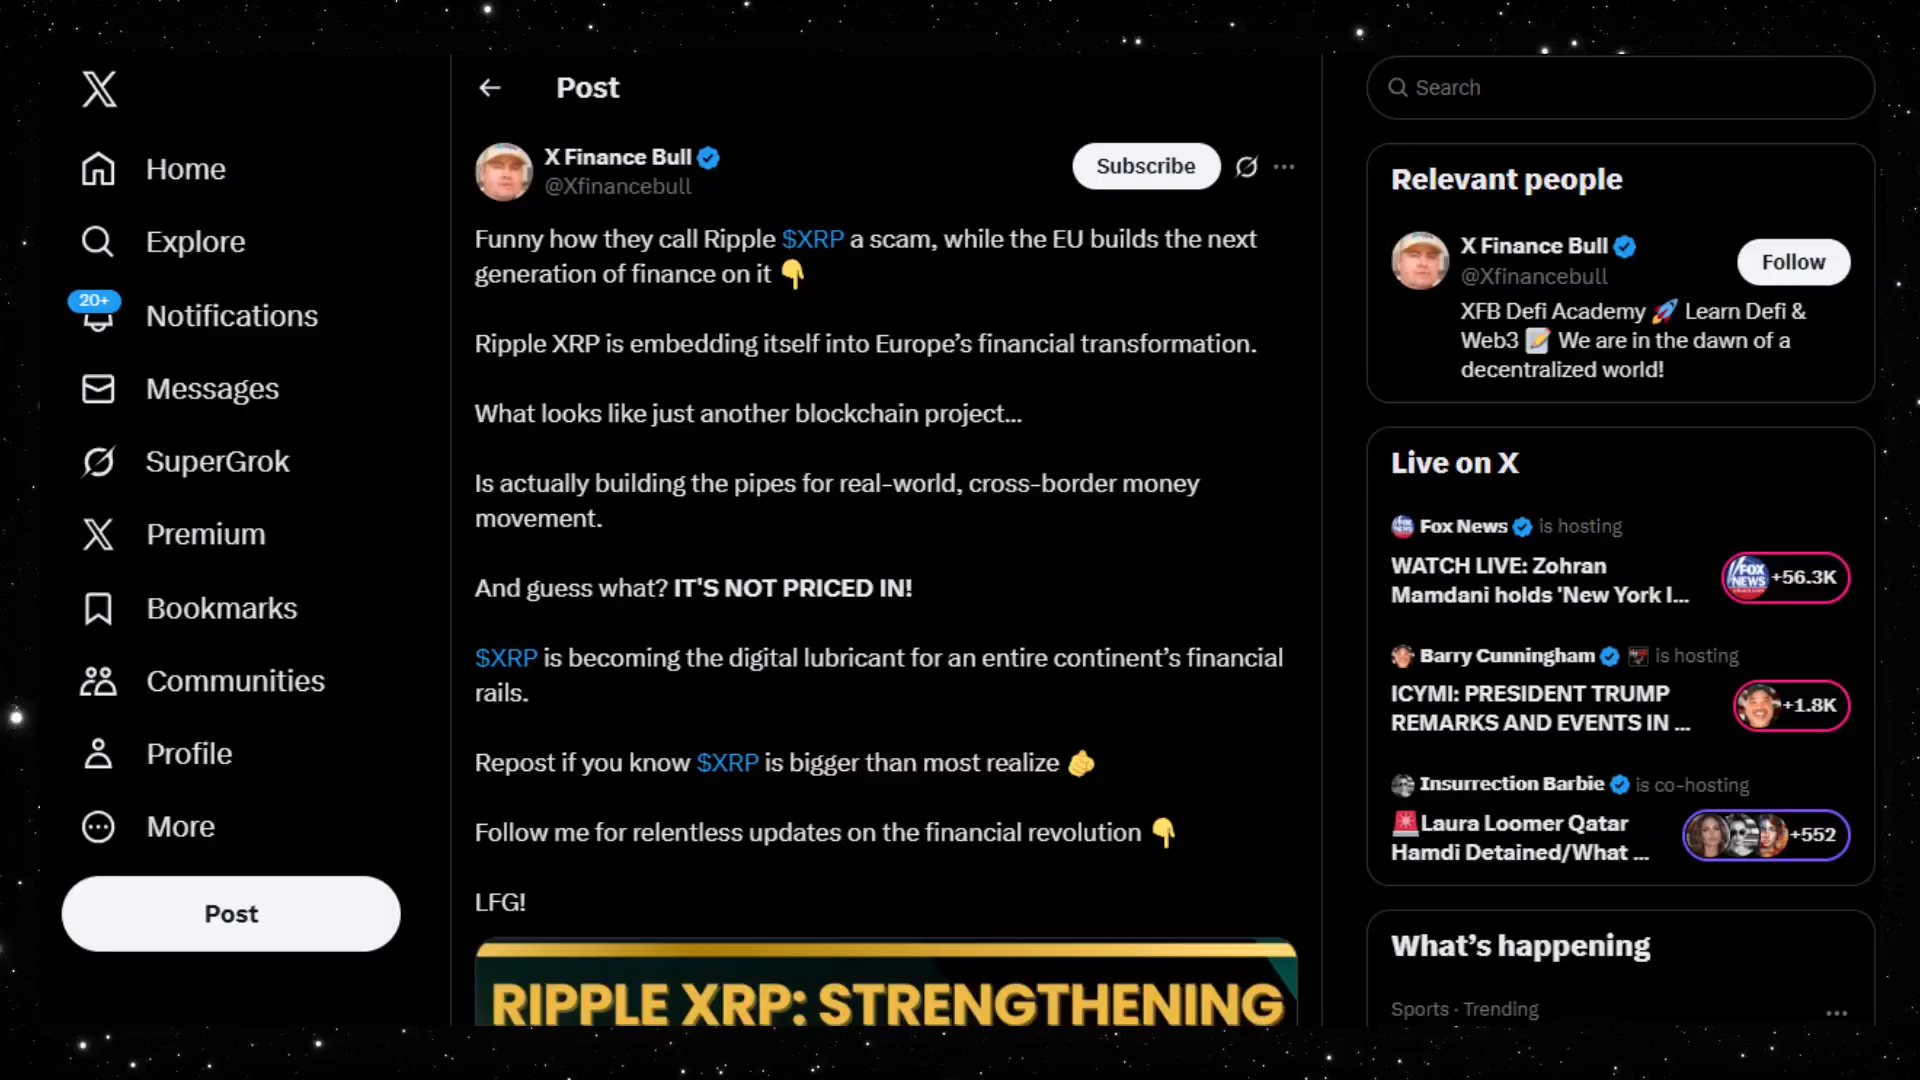 Home
Explore
20+
Notifications
Messages
SuperGrok
Premium
Bookmarks
Communities
Profile
More
Post
Post
X Finance Bull
@Xfinancebull
Subscribe
Funny how they call Ripple $XRP a scam, while the EU builds the next
generation of finance on it 👇
Ripple XRP is embedding itself into Europe’s financial transformation.
What looks like just another blockchain project...
Is actually building the pipes for real-world, cross-border money
movement.
And guess what? IT'S NOT PRICED IN!
$XRP is becoming the digital lubricant for an entire continent’s financial
rails.
Repost if you know $XRP is bigger than most realize 🫵
Follow me for relentless updates on the financial revolution 👇
LFG!
RIPPLE XRP: STRENGTHENING
Search
Relevant people
X Finance Bull
@Xfinancebull
Follow
XFB Defi Academy 🚀 Learn Defi &
Web3 📝 We are in the dawn of a
decentralized world!
Live on X
Fox News is hosting
WATCH LIVE: Zohran
Mamdani holds 'New York I...
FOX
NEWS
+56.3K
Barry Cunningham is hosting
ICYMI: PRESIDENT TRUMP
REMARKS AND EVENTS IN ...
+1.8K
Insurrection Barbie is co-hosting
🚨Laura Loomer Qatar
Hamdi Detained/What ...
+552
What’s happening
Sports · Trending